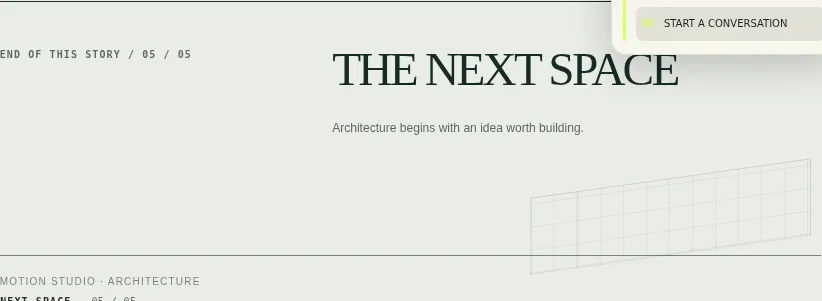 START A CONVERSATION
END OF THIS STORY / 05 / 05
THE NEXT SPACE
Architecture begins with an idea worth building.
MOTION STUDIO · ARCHITECTURE
NEXT SPACE 05 / 05